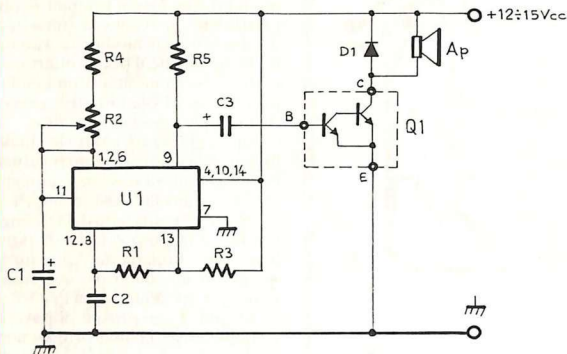 +12÷15Vcc
R4
R5
D1
Ap
C3
+
C
R2
B
Q1
1,2,6
9
4,10,14
E
11
U1
7
12,8
13
R1
R3
C1
+
-
C2